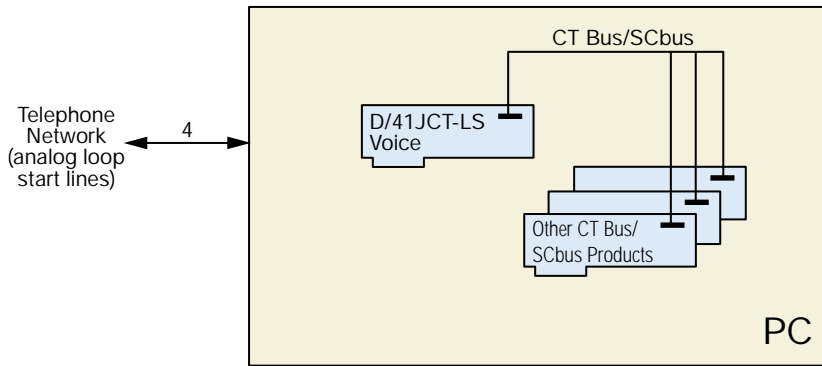 CT Bus/SCbus
Telephone
Network
(analog loop
start lines)
4
D/41JCT-LS
Voice
Other CT Bus/
SCbus Products
PC